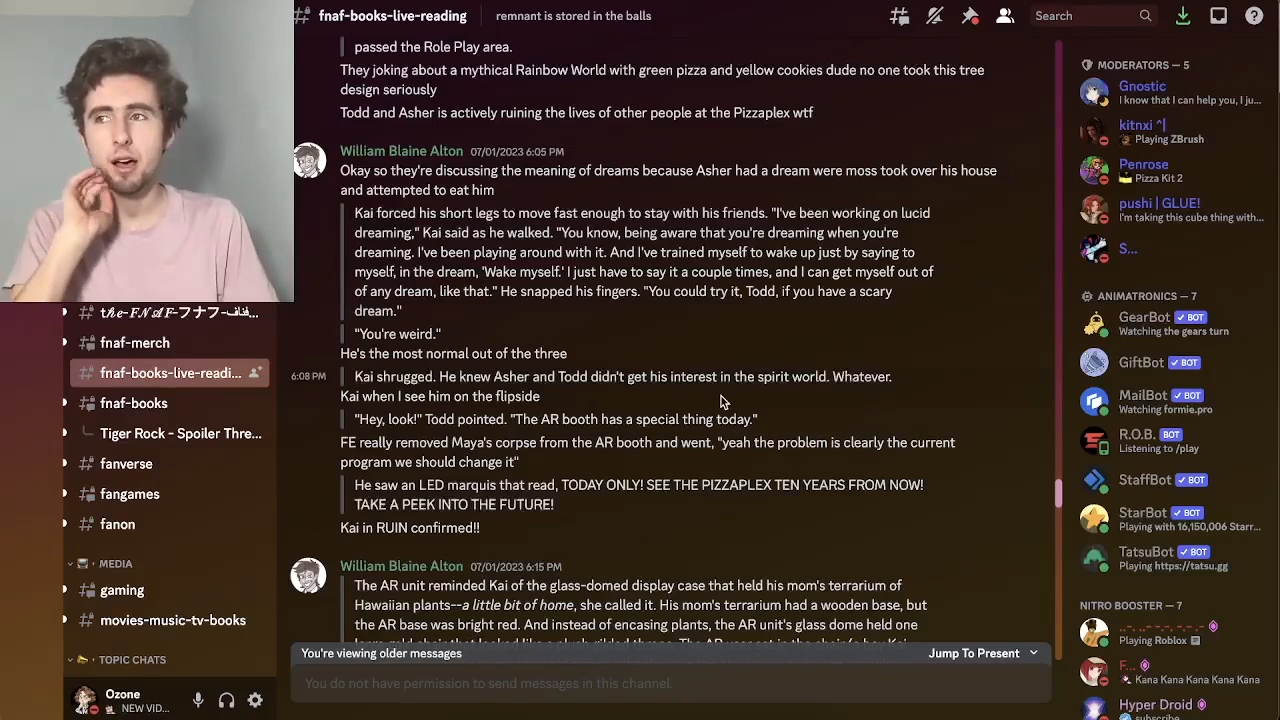 fnaf-books-live-reading
remnant is stored in the balls
Search
passed the Role Play area.
They joking about a mythical Rainbow World with green pizza and yellow cookies dude no one took this tree
design seriously
Todd and Asher is actively ruining the lives of other people at the Pizzaplex wtf
William Blaine Alton 07/01/2023 6:05 PM
Okay so they're discussing the meaning of dreams because Asher had a dream were moss took over his house
and attempted to eat him
Kai forced his short legs to move fast enough to stay with his friends. "I've been working on lucid
dreaming," Kai said as he walked. "You know, being aware that you're dreaming when you're
dreaming. I've been playing around with it. And I've trained myself to wake up just by saying to
myself, in the dream, 'Wake myself.' I just have to say it a couple times, and I can get myself out of
of any dream, like that." He snapped his fingers. "You could try it, Todd, if you have a scary
dream."
"You're weird."
He's the most normal out of the three
6:08 PM
Kai shrugged. He knew Asher and Todd didn't get his interest in the spirit world. Whatever.
Kai when I see him on the flipside
"Hey, look!" Todd pointed. "The AR booth has a special thing today."
FE really removed Maya's corpse from the AR booth and went, "yeah the problem is clearly the current
program we should change it"
He saw an LED marquis that read, TODAY ONLY! SEE THE PIZZAPLEX TEN YEARS FROM NOW!
TAKE A PEEK INTO THE FUTURE!
Kai in RUIN confirmed!!
William Blaine Alton 07/01/2023 6:15 PM
The AR unit reminded Kai of the glass-domed display case that held his mom's terrarium of
Hawaiian plants--a little bit of home, she called it. His mom's terrarium had a wooden base, but
the AR base was bright red. And instead of encasing plants, the AR unit's glass dome held one
You're viewing older messages
Jump To Present
You do not have permission to send messages in this channel.
fnaf-merch
fnaf-books-live-readi...
fnaf-books
Tiger Rock - Spoiler Thre...
fanverse
fangames
fanon
MEDIA
gaming
movies-music-tv-books
TOPIC CHATS
Ozone
NEW VID...
MODERATORS — 5
Gnostic
I know that I can help you, I ju...
kitnxi ^|
Playing ZBrush
Penrose
Pizza Kit 2
pushi | GLUE!
I'm taking this cube thing with...
S...
ANIMATRONICS — 7
GearBot BOT
Watching the gears turn
GiftBot BOT
MailBot BOT
Watching formie.pro
R.O.B. BOT
Listening to /play
StaffBot BOT
StarBot BOT
Playing with 16,150,006 Starr...
TatsuBot BOT
Playing https://tatsu.gg
NITRO BOOSTER — 7
Playing Roblox
F...
Kana Kana Kana Kana Kana
Hyper Droid
subscribe